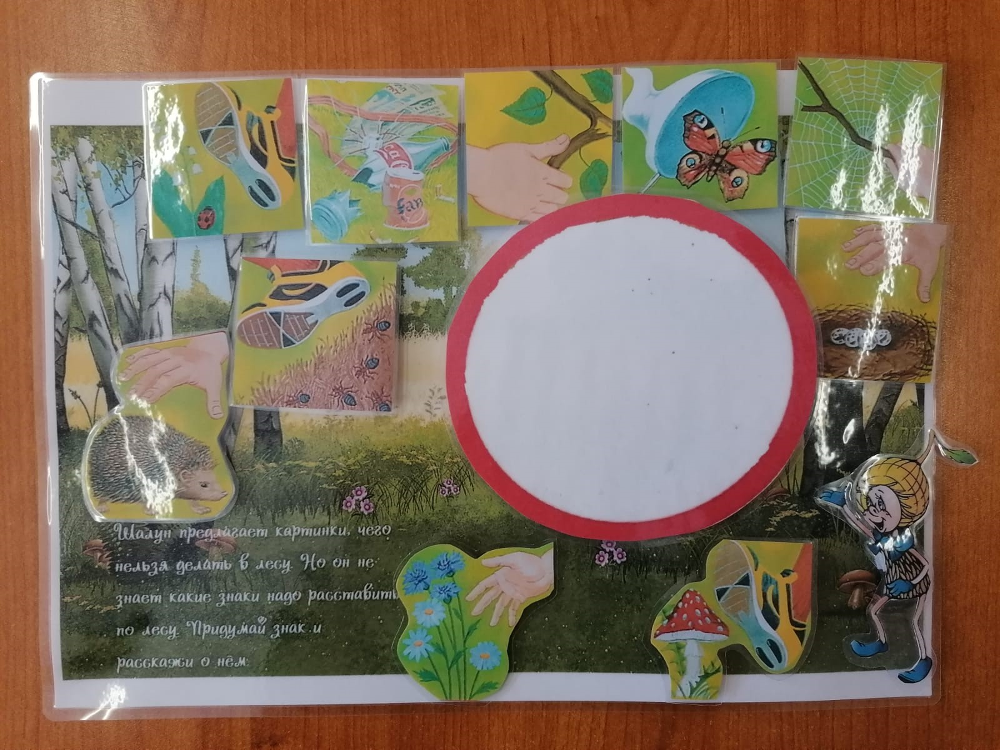 Fan
Шалун предлагает картинки, чего
нельзя делать в лесу. Но он не
знает какие знаки надо расставить
по лесу. Придумай знак и
расскажи о нём.